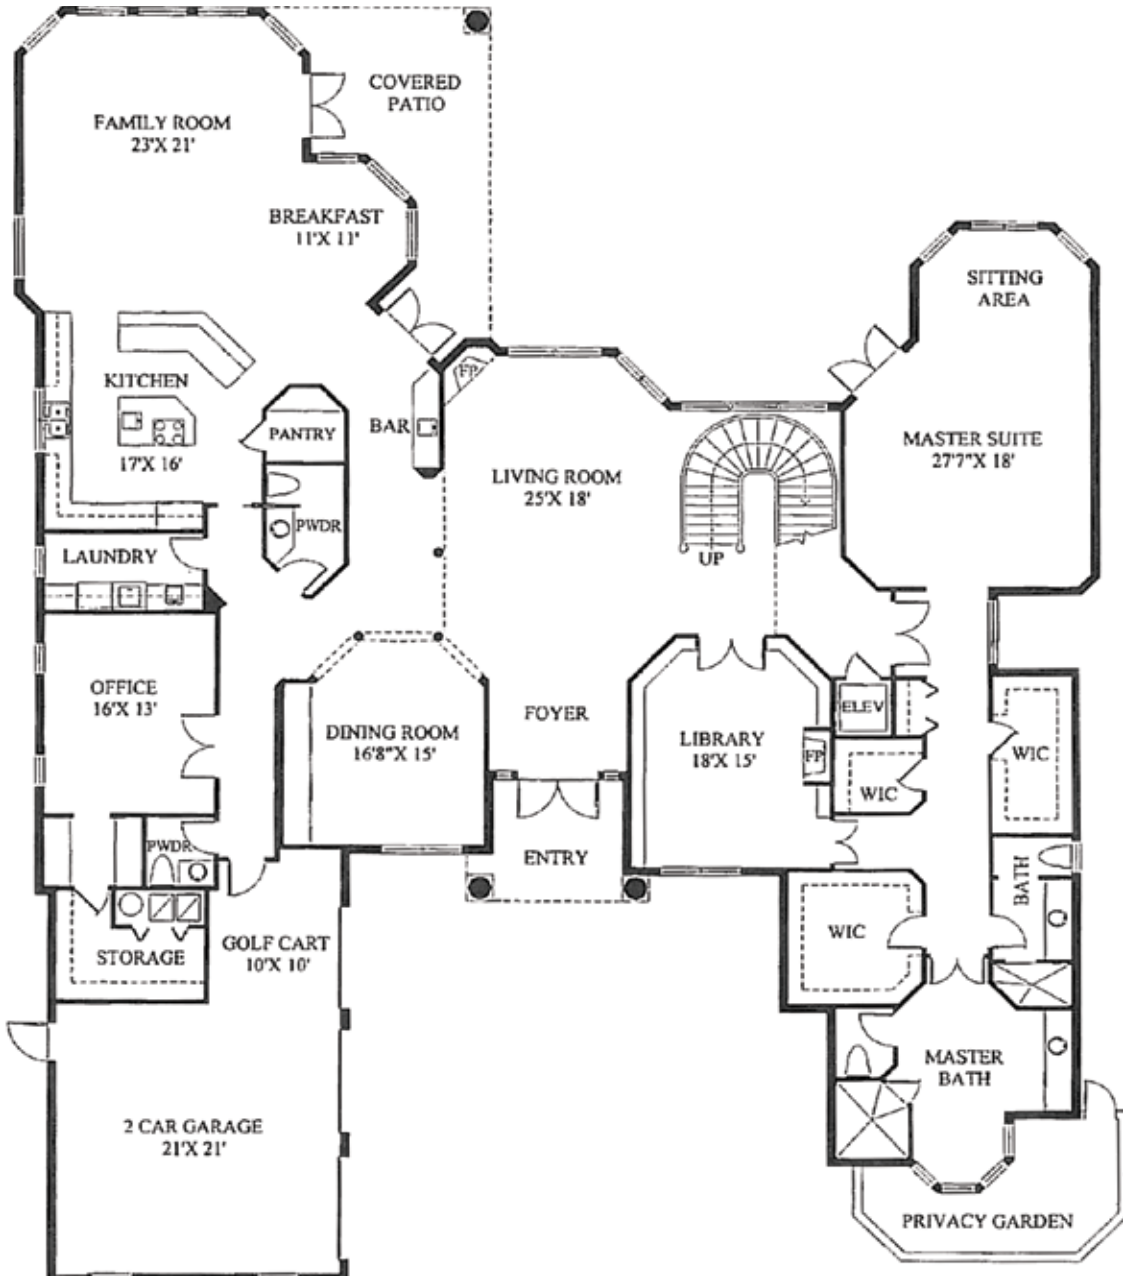 COVERED
PATIO
FAMILY ROOM
23'X 21'
BREAKFAST
11'X 11'
SITTING
AREA
FP
KITCHEN
17'X 16'
PANTRY
BAR
MASTER SUITE
27'7"X 18'
LIVING ROOM
25'X 18'
PWDR
LAUNDRY
UP
OFFICE
16'X 13'
ELEV
FOYER
DINING ROOM
16'8"X 15'
LIBRARY
18'X 15'
FP
WIC
WIC
PWDR
ENTRY
BATH
WIC
GOLF CART
10'X 10'
STORAGE
MASTER
BATH
2 CAR GARAGE
21'X 21'
PRIVACY GARDEN